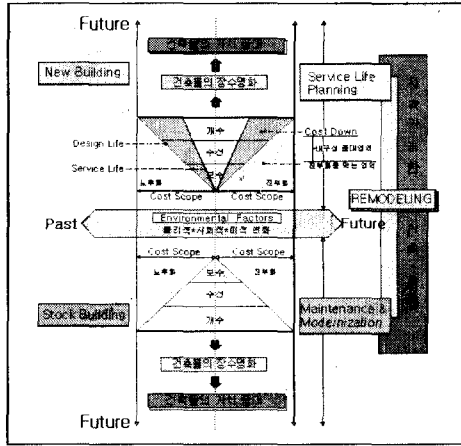 Future
New Building
건축물의 장수명화
Service Life
Planning
개수
수선
보수
Design Life
Service Life
Cost Down
노후화
진부화
Cost Scope
Cost Scope
REMODELING
Past
Environmental Factors
물리적*사회적*미적 변화
Future
Cost Scope
Cost Scope
노후화
보수
진부화
수선
개수
Stock Building
Maintenance &
Modernization
건축물의 장수명화
Future